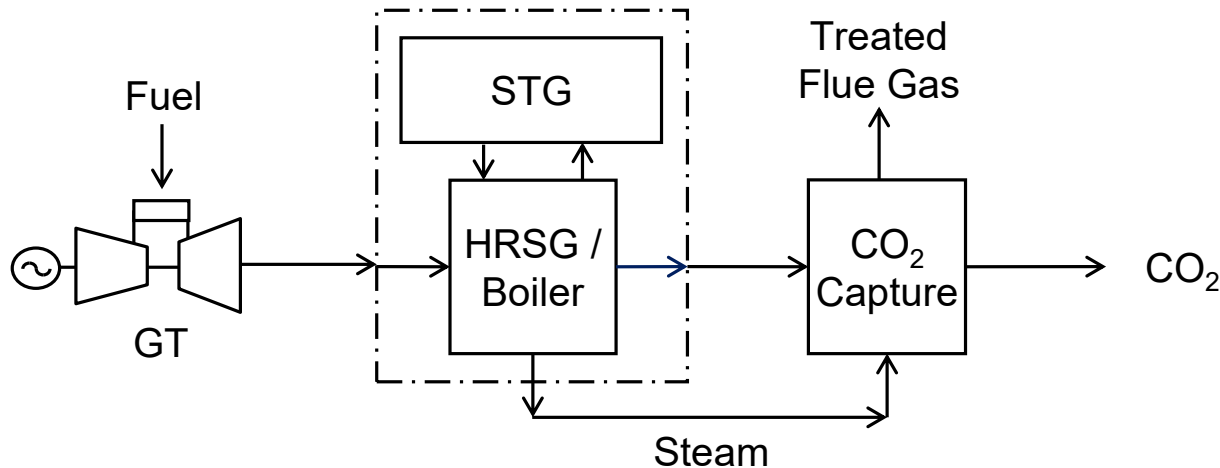 Fuel
GT
STG
HRSG /
Boiler
Steam
Treated
Flue Gas
CO₂
Capture
CO₂